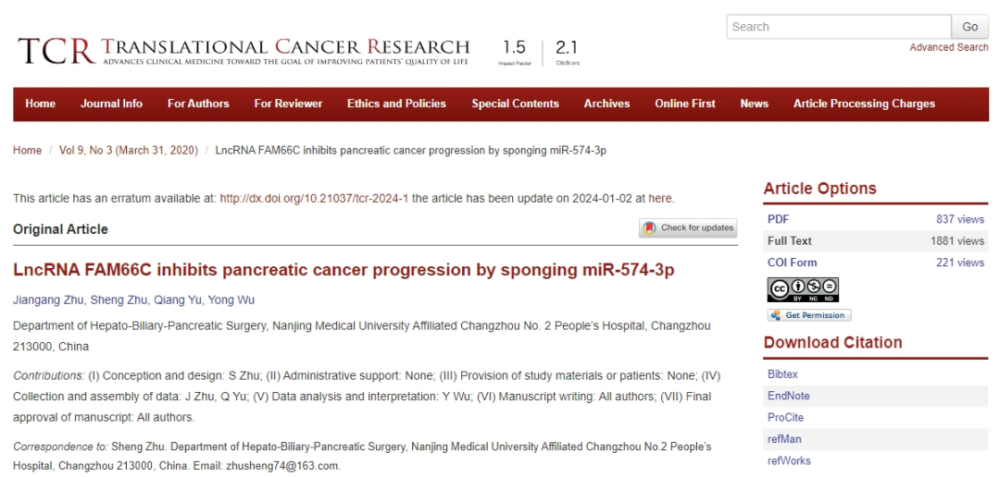 Search
Go
Advanced Search
TCR TRANSLATIONAL CANCER RESEARCH
ADVANCES CLINICAL MEDICINE TOWARD THE GOAL OF IMPROVING PATIENTS' QUALITY OF LIFE
1.5
Impact Factor
2.1
CiteScore
Home Journal Info For Authors For Reviewer Ethics and Policies Special Contents Archives Online First News Article Processing Charges
Home / Vol 9, No 3 (March 31, 2020) / LncRNA FAM66C inhibits pancreatic cancer progression by sponging miR-574-3p
This article has an erratum available at: http://dx.doi.org/10.21037/tcr-2024-1 the article has been update on 2024-01-02 at here.
Original Article
Check for updates
LncRNA FAM66C inhibits pancreatic cancer progression by sponging miR-574-3p
Jiangang Zhu, Sheng Zhu, Qiang Yu, Yong Wu
Department of Hepato-Biliary-Pancreatic Surgery, Nanjing Medical University Affiliated Changzhou No. 2 People's Hospital, Changzhou
213000, China
Contributions: (I) Conception and design: S Zhu; (II) Administrative support: None; (III) Provision of study materials or patients: None; (IV)
Collection and assembly of data: J Zhu, Q Yu; (V) Data analysis and interpretation: Y Wu; (VI) Manuscript writing: All authors; (VII) Final
approval of manuscript: All authors.
Correspondence to: Sheng Zhu. Department of Hepato-Biliary-Pancreatic Surgery, Nanjing Medical University Affiliated Changzhou No.2 People's
Hospital, Changzhou 213000, China. Email: zhusheng74@163.com.
Article Options
PDF 837 views
Full Text 1881 views
COI Form 221 views
cc BY NC ND
Get Permission
Download Citation
Bibtex
EndNote
ProCite
refMan
refWorks